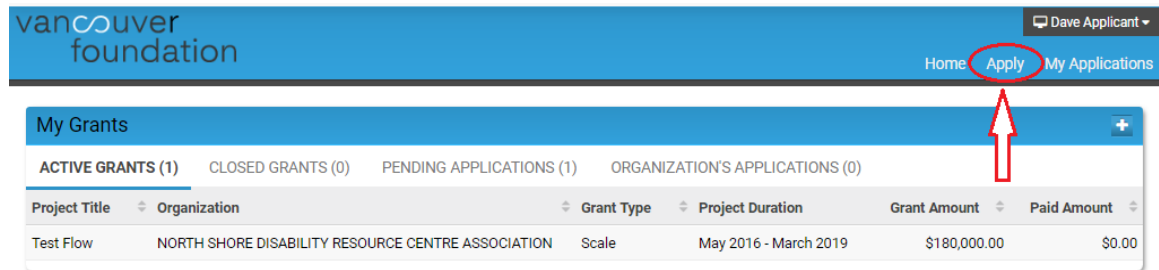 vancouver
foundation
Dave Applicant
Home Apply My Applications
My Grants
ACTIVE GRANTS (1) CLOSED GRANTS (0) PENDING APPLICATIONS (1) ORGANIZATION'S APPLICATIONS (0)
Project Title Organization Grant Type Project Duration Grant Amount Paid Amount
Test Flow NORTH SHORE DISABILITY RESOURCE CENTRE ASSOCIATION Scale May 2016 - March 2019 $180,000.00 $0.00